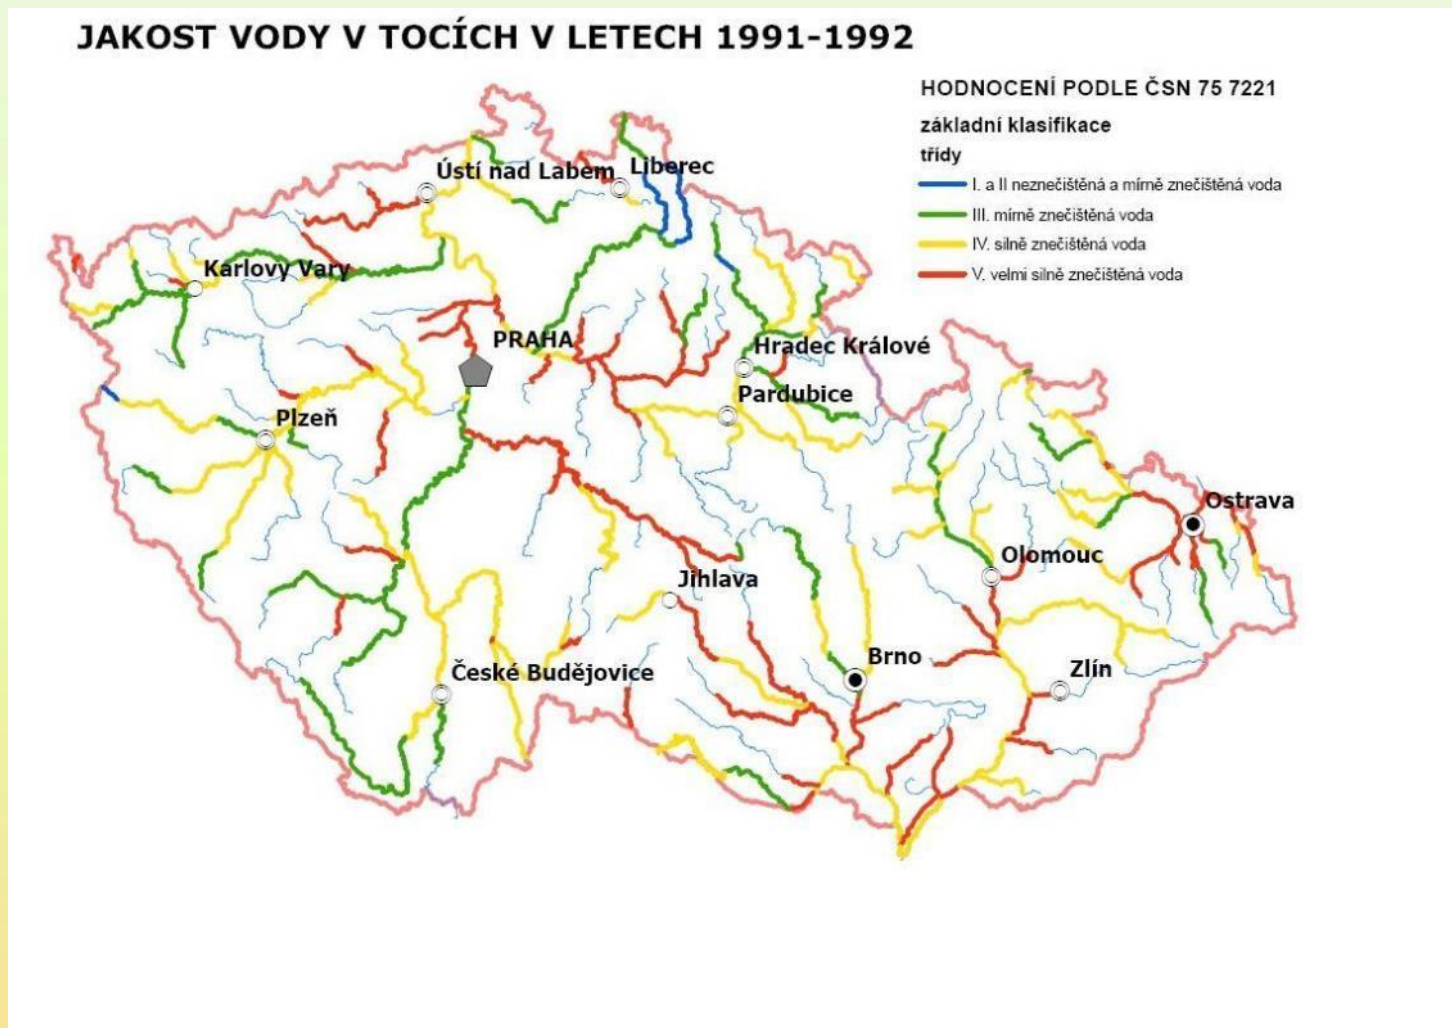 JAKOST VODY V TOCÍCH V LETECH 1991-1992
HODNOCENÍ PODLE ČSN 75 7221
základní klasifikace
třídy
I. a II neznečištěná a mírně znečištěná voda
III. mírně znečištěná voda
IV. silně znečištěná voda
V. velmi silně znečištěná voda
Ústí nad Labem
Liberec
Karlovy Vary
PRAHA
Hradec Králové
Pardubice
Plzeň
Ostrava
Olomouc
Jihlava
Brno
Zlín
České Budějovice